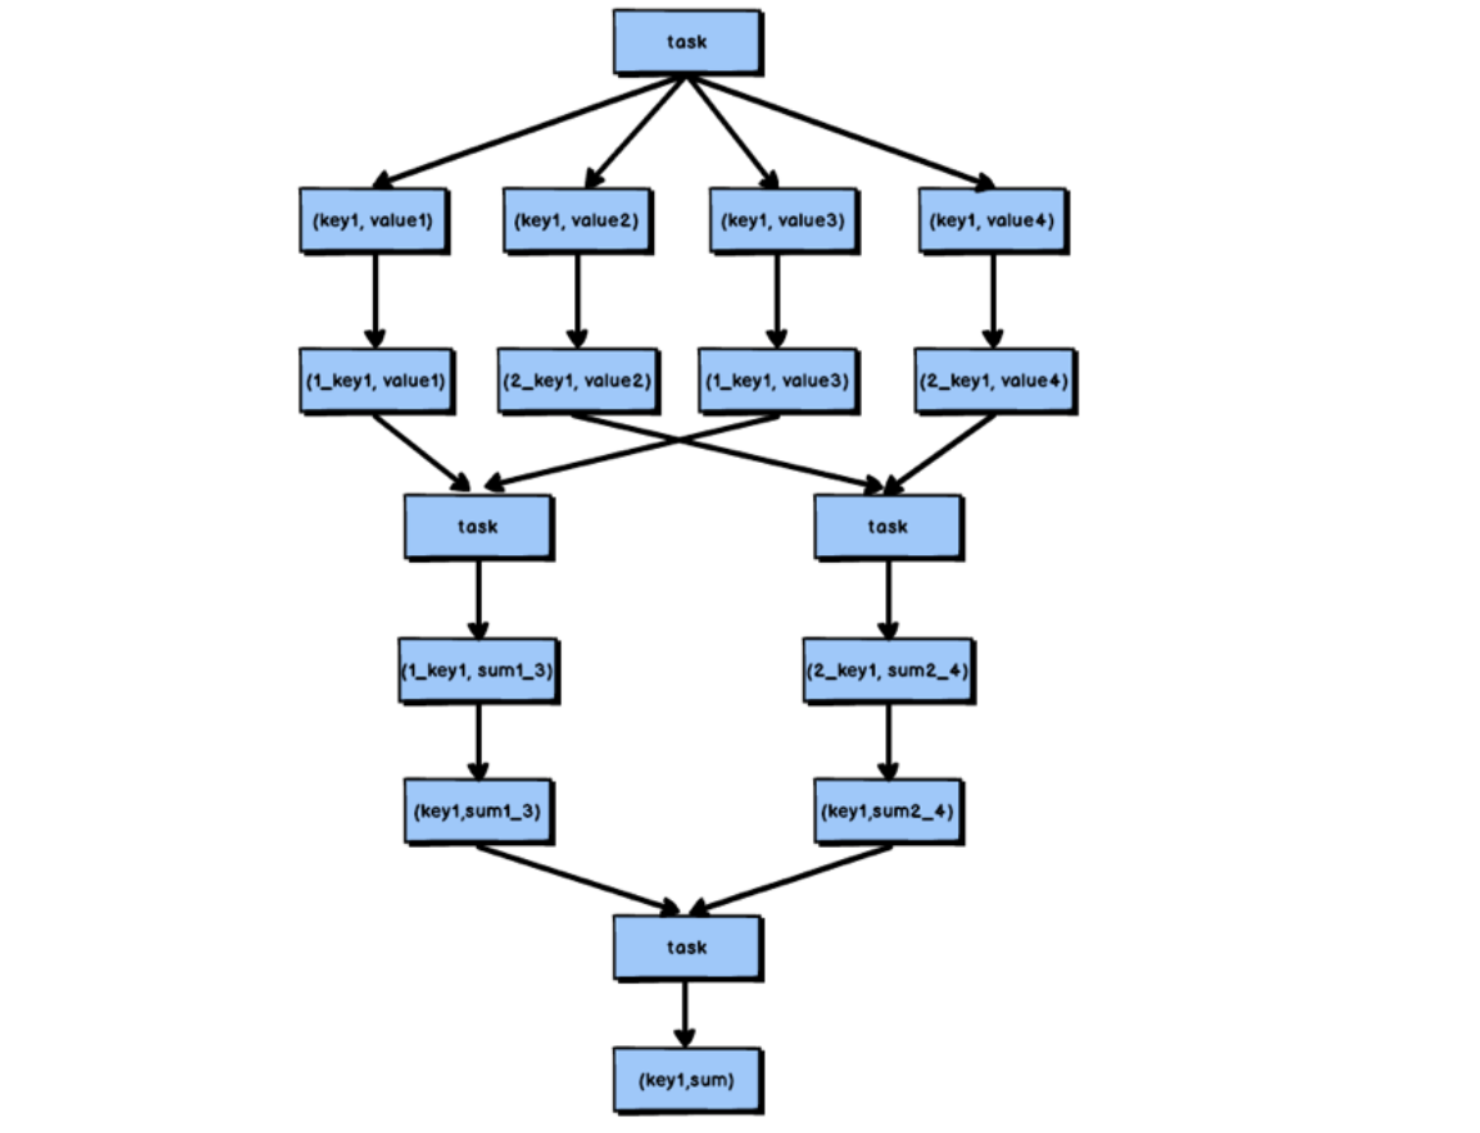 task
(key1, value1)
(key1, value2)
(key1, value3)
(key1, value4)
(1_key1, value1)
(2_key1, value2)
(1_key1, value3)
(2_key1, value4)
task
task
(1_key1, sum1_3)
(2_key1, sum2_4)
(key1,sum1_3)
(key1,sum2_4)
task
(key1,sum)